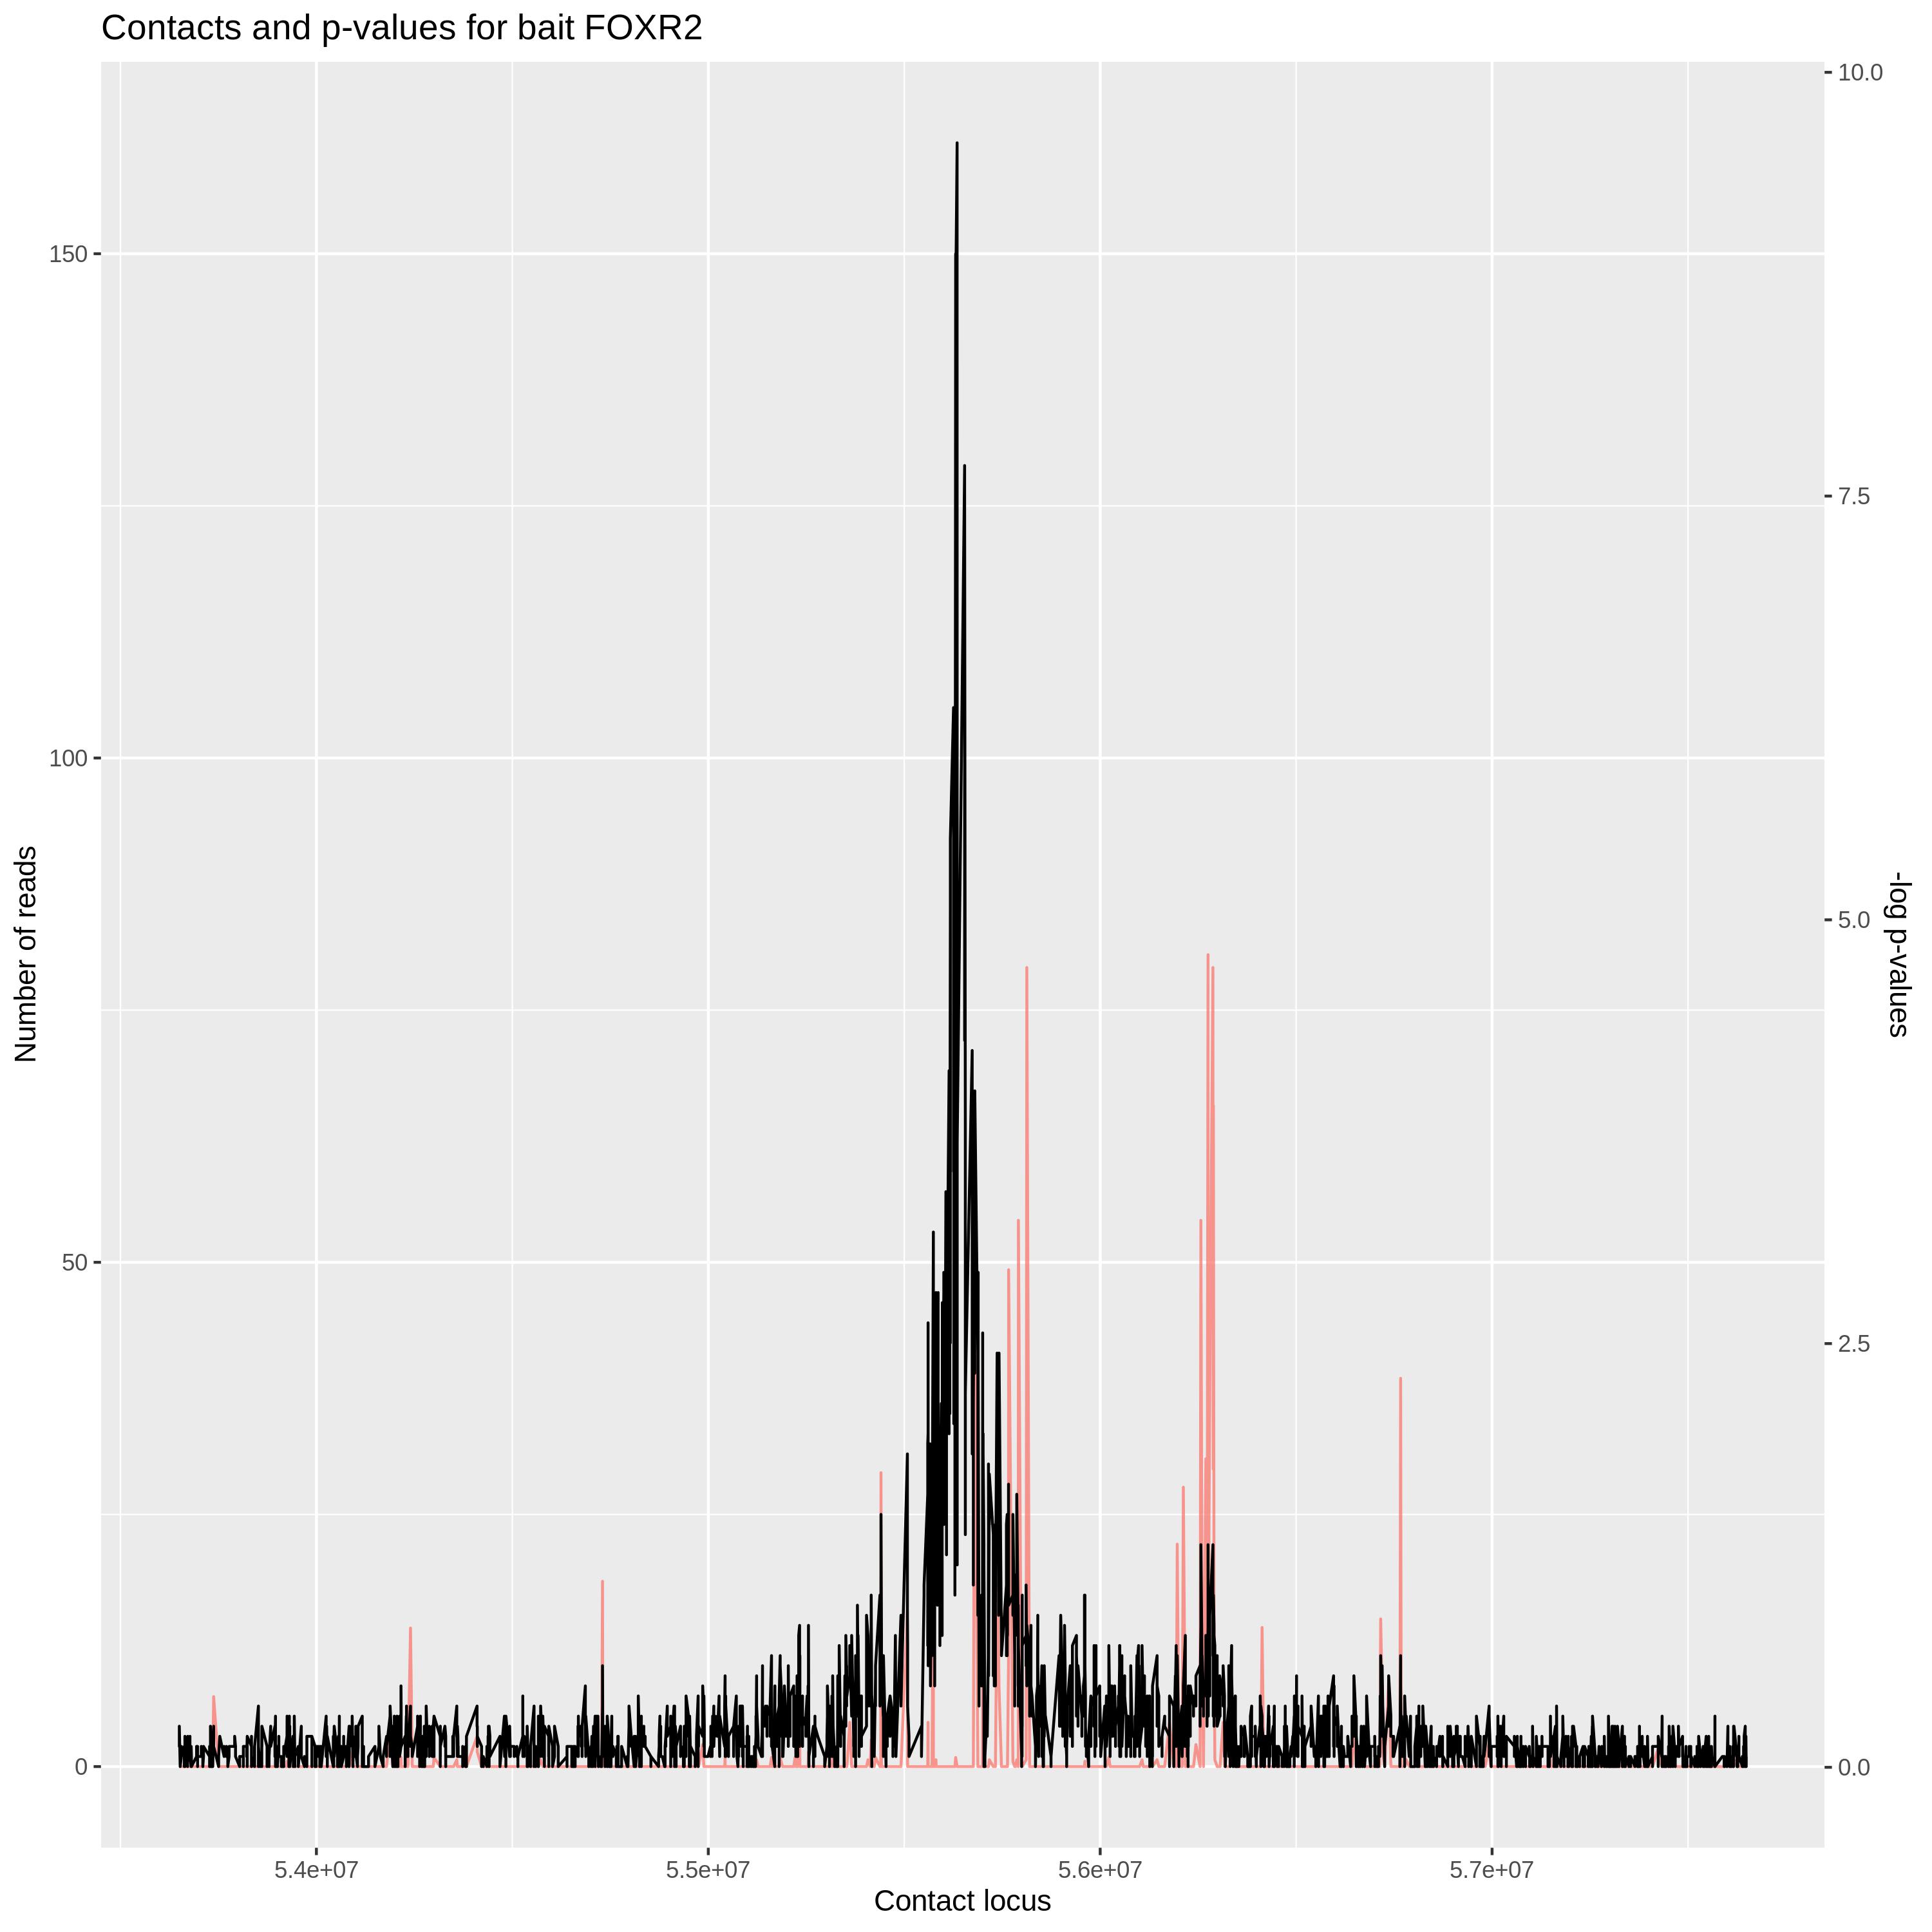 Contacts and p-values for bait FOXR2
150
100
50
0
Number of reads
10.0
7.5
5.0
2.5
0.0
-log p-values
5.4e+07
5.5e+07
5.6e+07
5.7e+07
Contact locus